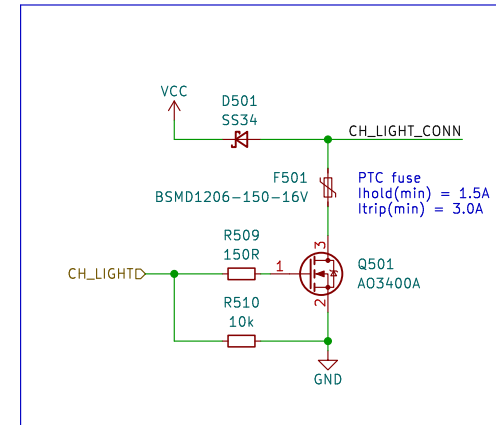 VCC
D501
SS34
CH_LIGHT_CONN
F501
BSMD1206-150-16V
PTC fuse
Ihold(min) = 1.5A
Itrip(min) = 3.0A
3
R509
150R
CH_LIGHT
1
Q501
AO3400A
2
R510
10k
GND